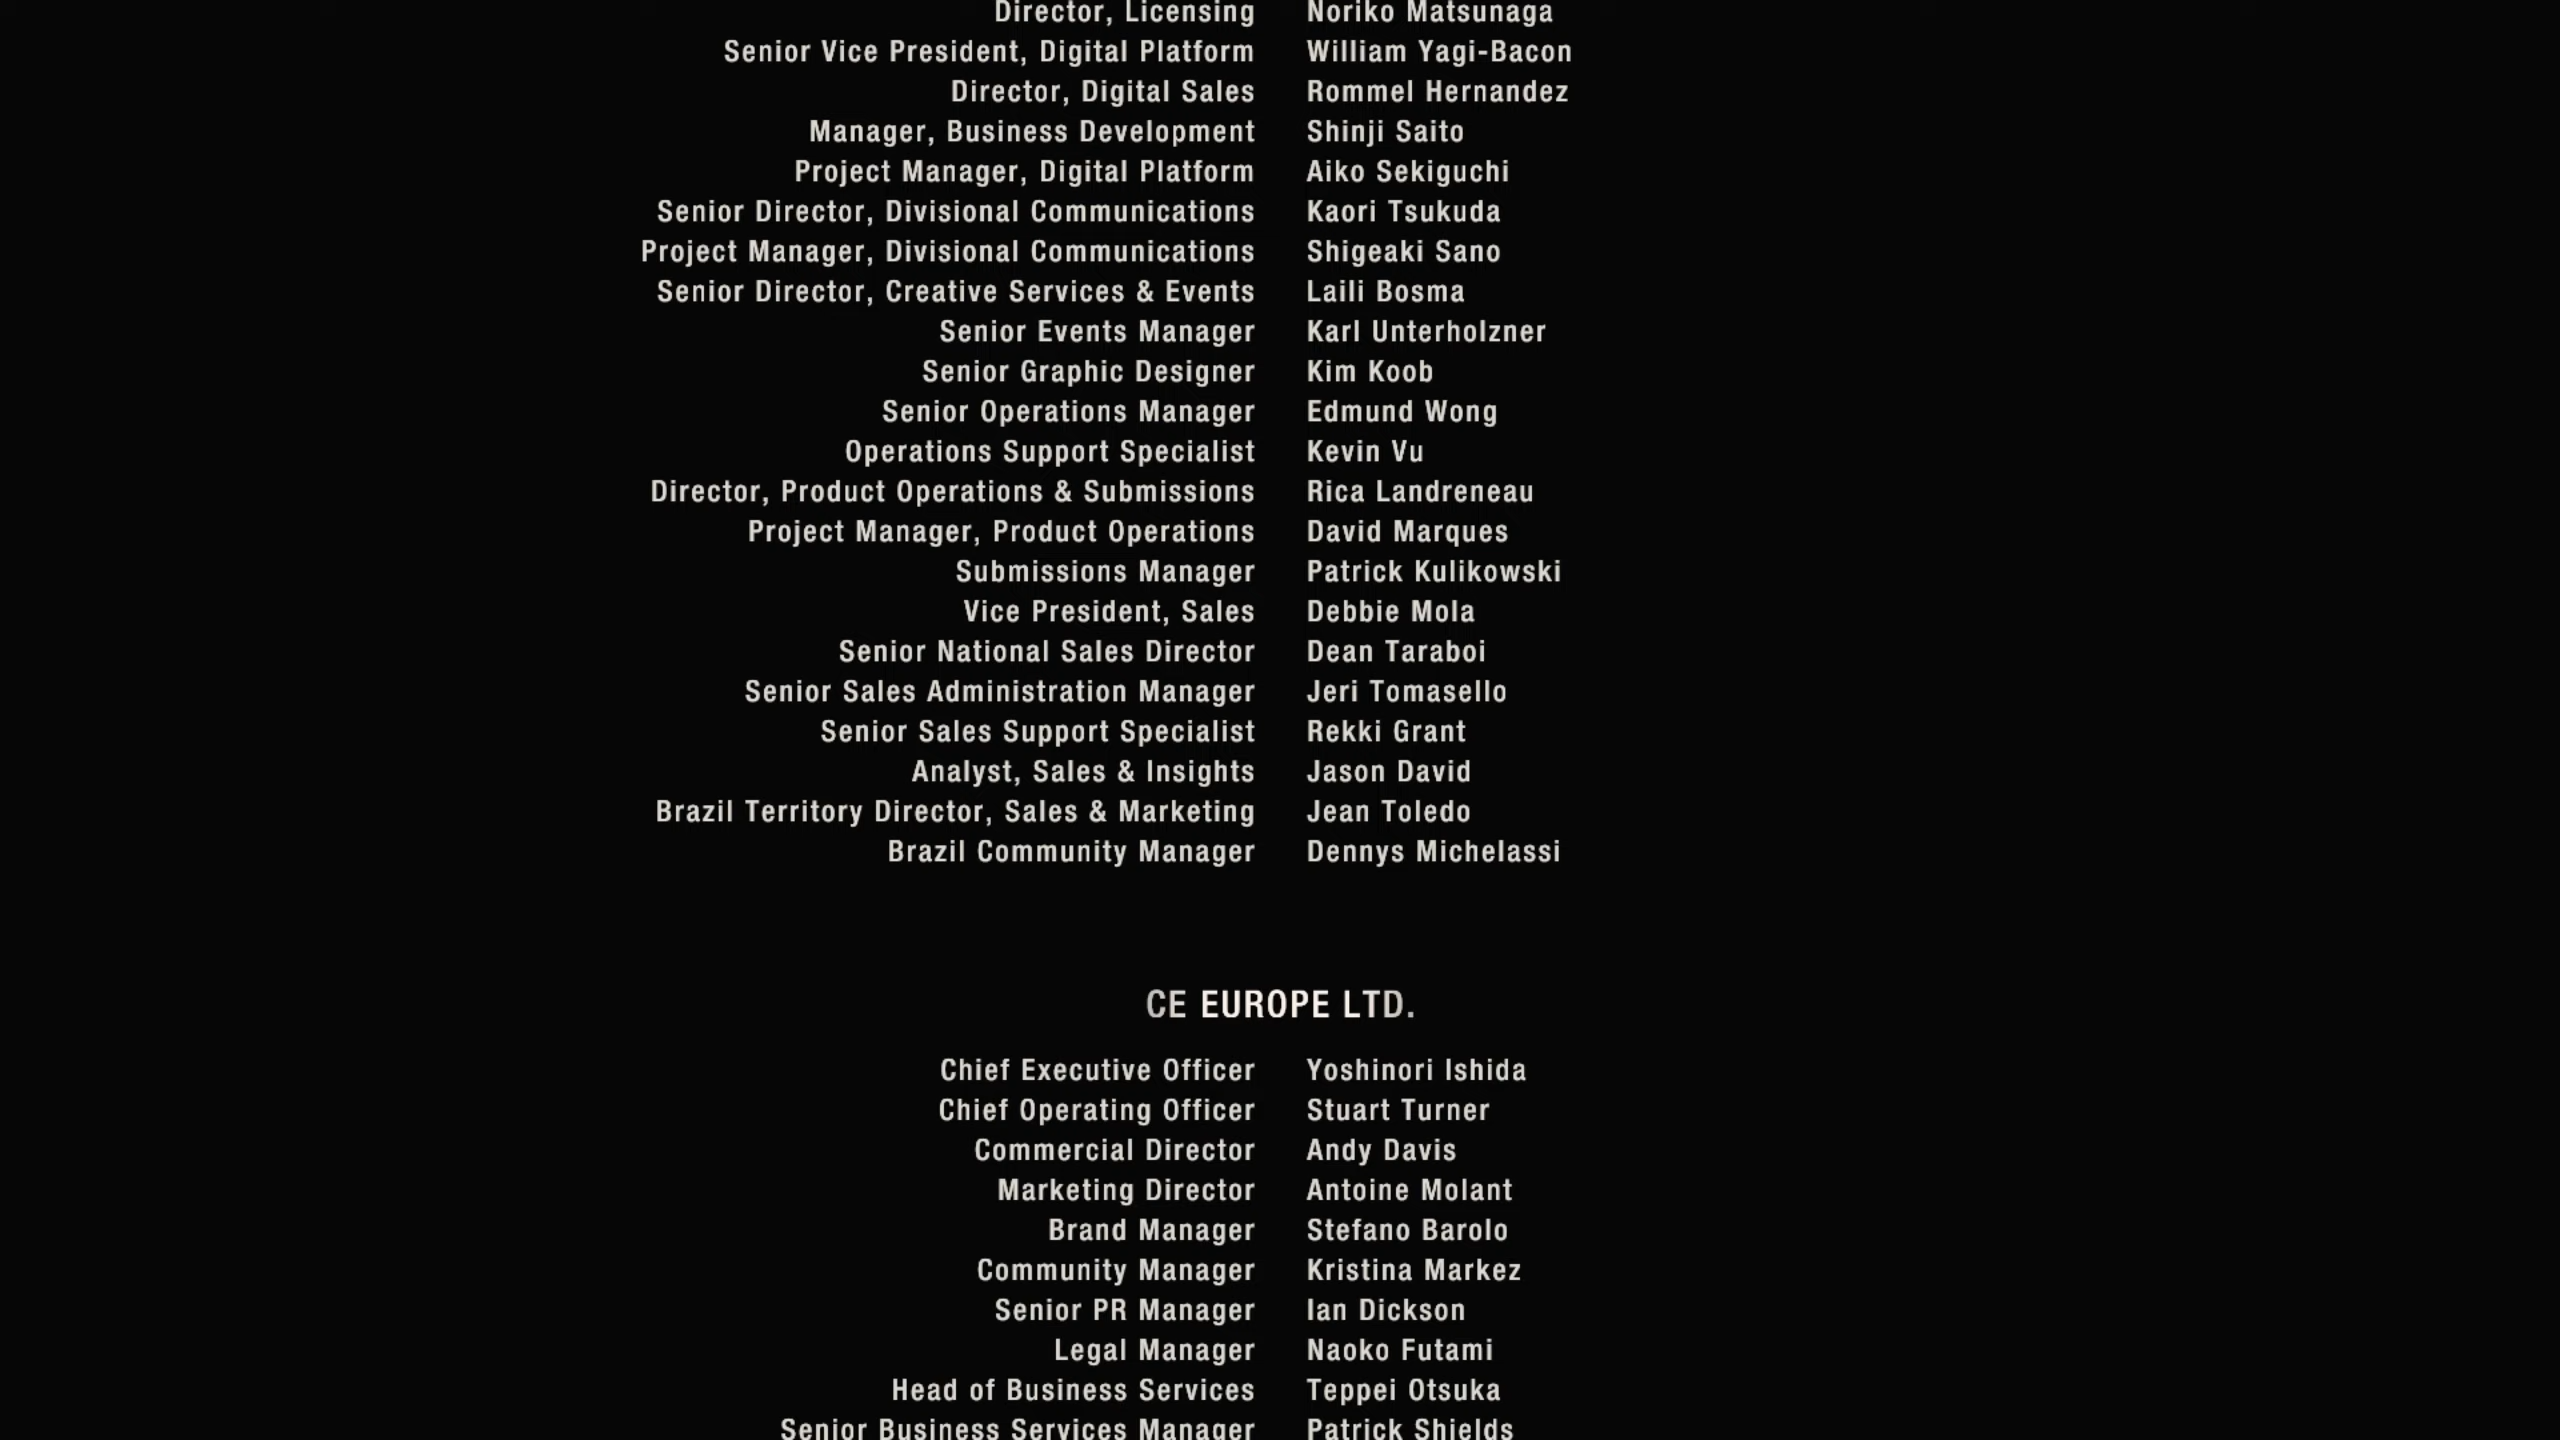 Director, Licensing Noriko Matsunaga
Senior Vice President, Digital Platform William Yagi-Bacon
Director, Digital Sales Rommel Hernandez
Manager, Business Development Shinji Saito
Project Manager, Digital Platform Aiko Sekiguchi
Senior Director, Divisional Communications Kaori Tsukuda
Project Manager, Divisional Communications Shigeaki Sano
Senior Director, Creative Services & Events Laili Bosma
Senior Events Manager Karl Unterholzner
Senior Graphic Designer Kim Koob
Senior Operations Manager Edmund Wong
Operations Support Specialist Kevin Vu
Director, Product Operations & Submissions Rica Landreneau
Project Manager, Product Operations David Marques
Submissions Manager Patrick Kulikowski
Vice President, Sales Debbie Mola
Senior National Sales Director Dean Taraboi
Senior Sales Administration Manager Jeri Tomasello
Senior Sales Support Specialist Rekki Grant
Analyst, Sales & Insights Jason David
Brazil Territory Director, Sales & Marketing Jean Toledo
Brazil Community Manager Dennys Michelassi
CE EUROPE LTD.
Chief Executive Officer Yoshinori Ishida
Chief Operating Officer Stuart Turner
Commercial Director Andy Davis
Marketing Director Antoine Molant
Brand Manager Stefano Barolo
Community Manager Kristina Markez
Senior PR Manager Ian Dickson
Legal Manager Naoko Futami
Head of Business Services Teppei Otsuka
Senior Business Services Manager Patrick Shields